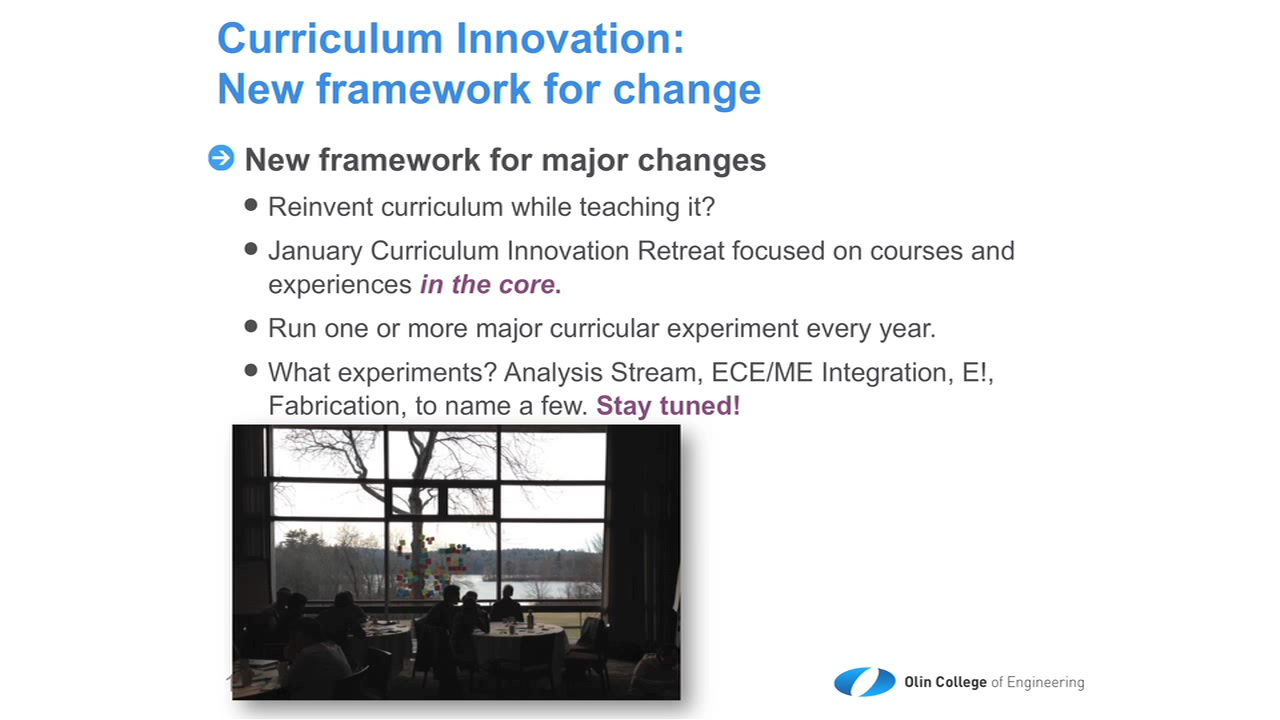 Curriculum Innovation:
New framework for change
New framework for major changes
Reinvent curriculum while teaching it?
January Curriculum Innovation Retreat focused on courses and
experiences in the core.
Run one or more major curricular experiment every year.
What experiments? Analysis Stream, ECE/ME Integration, E!,
Fabrication, to name a few. Stay tuned!
Olin College of Engineering